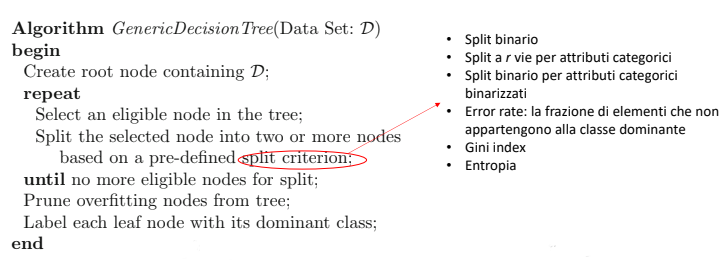 Algorithm GenericDecisionTree(Data Set: 𝒟)
begin
Create root node containing 𝒟;
repeat
Select an eligible node in the tree;
Split the selected node into two or more nodes
based on a pre-defined split criterion;
until no more eligible nodes for split;
Prune overfitting nodes from tree;
Label each leaf node with its dominant class;
end
• Split binario
• Split a r vie per attributi categorici
• Split binario per attributi categorici
binarizzati
• Error rate: la frazione di elementi che non
appartengono alla classe dominante
• Gini index
• Entropia